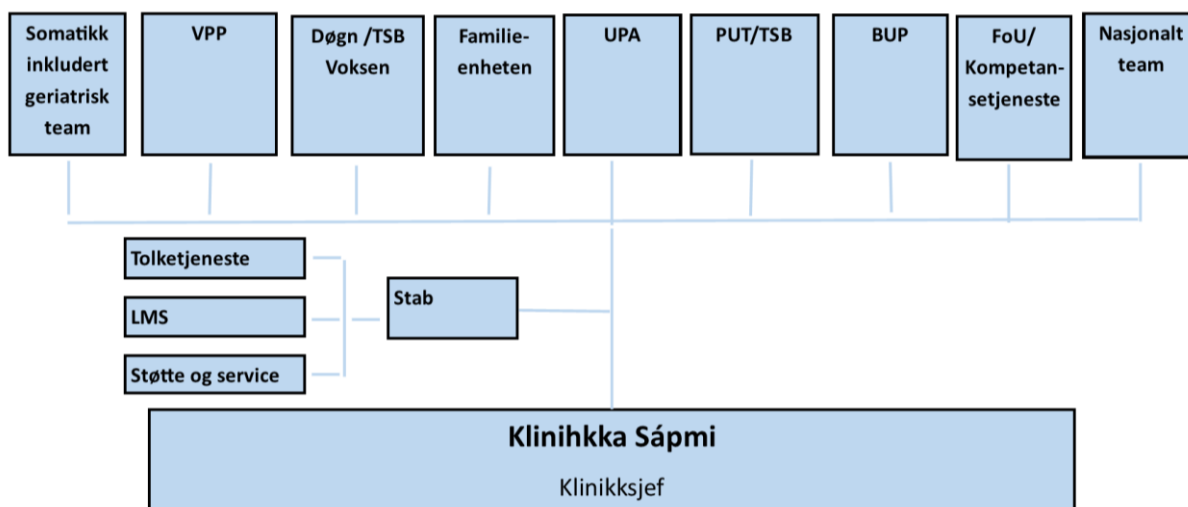 Somatikk
inkludert
geriatrisk
team
VPP
Døgn /TSB
Voksen
Familie-
enheten
UPA
PUT/TSB
BUP
FoU/
Kompetan-
setjeneste
Nasjonalt
team
Tolketjeneste
LMS
Støtte og service
Stab
Klinihkka Sápmi
Klinikksjef